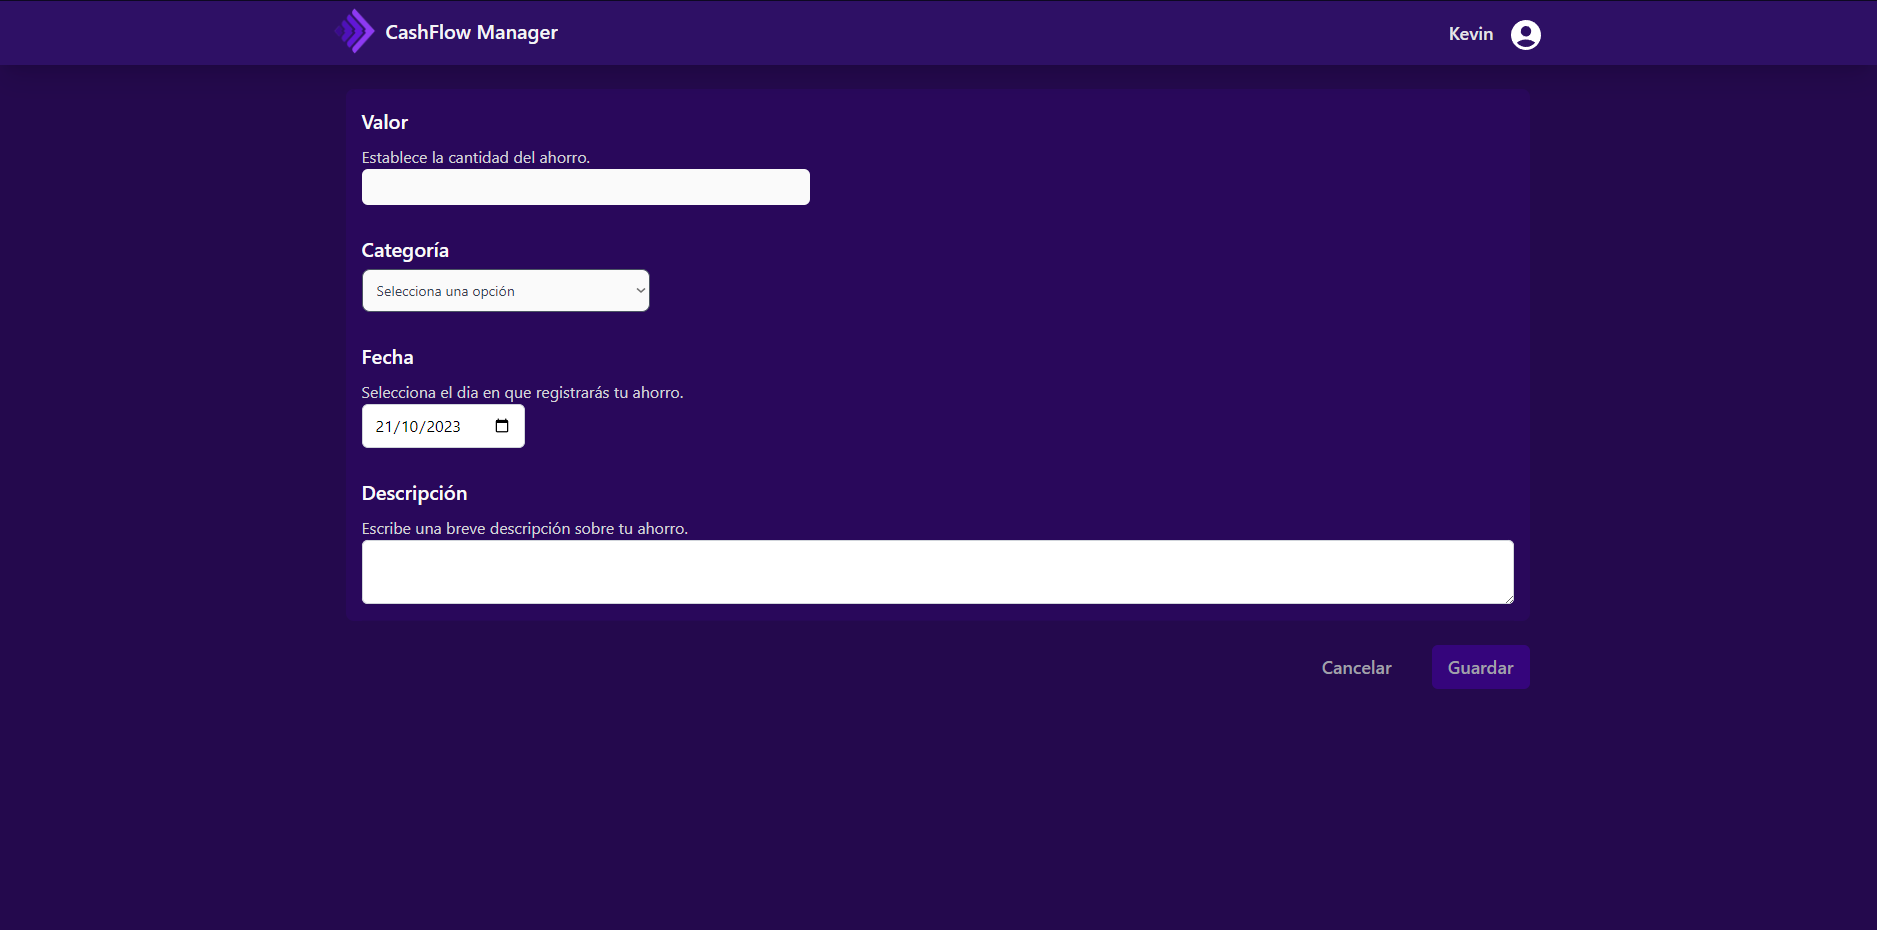 CashFlow Manager
Kevin
Valor
Establece la cantidad del ahorro.
Categoría
Selecciona una opción
Fecha
Selecciona el dia en que registrarás tu ahorro.
21/10/2023
Descripción
Escribe una breve descripción sobre tu ahorro.
Cancelar
Guardar